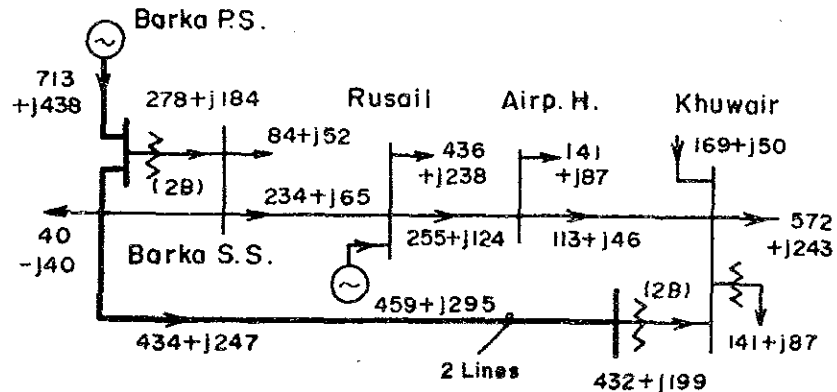 Barka P.S.
713
+j438
278+j184
Rusail
Airp. H.
Khuwair
84+j52
436
+j238
141
+j87
169+j50
(2B)
234+j65
40
-j40
Barka S.S.
255+j124
113+j46
572
+j243
459+j295
(2B)
434+j247
2 Lines
432+j199
141+j87